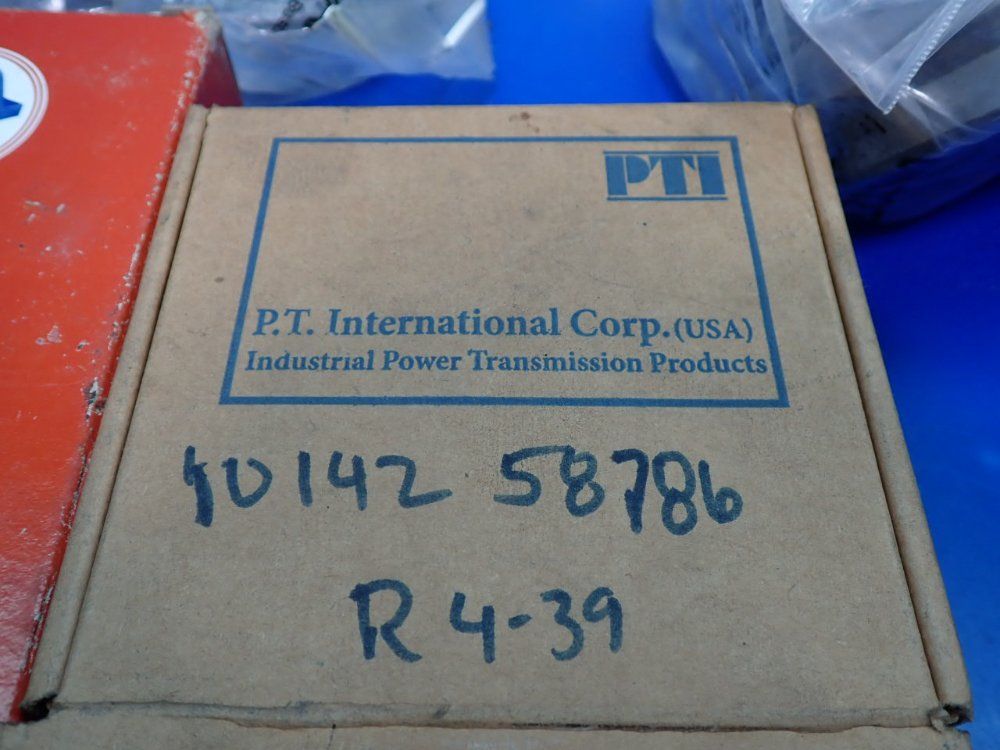 PTI
P.T. International Corp.(USA)
Industrial Power Transmission Products
10142 58786
R 4-39